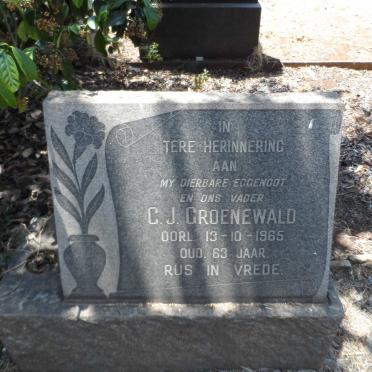 IN
TERE HERINNERING
AAN
MY DIERBARE EGGENOOT
EN ONS VADER
C.J. GROENEWALD
OORL. 13-10-1965
OUD. 63 JAAR.
RUS IN VREDE.